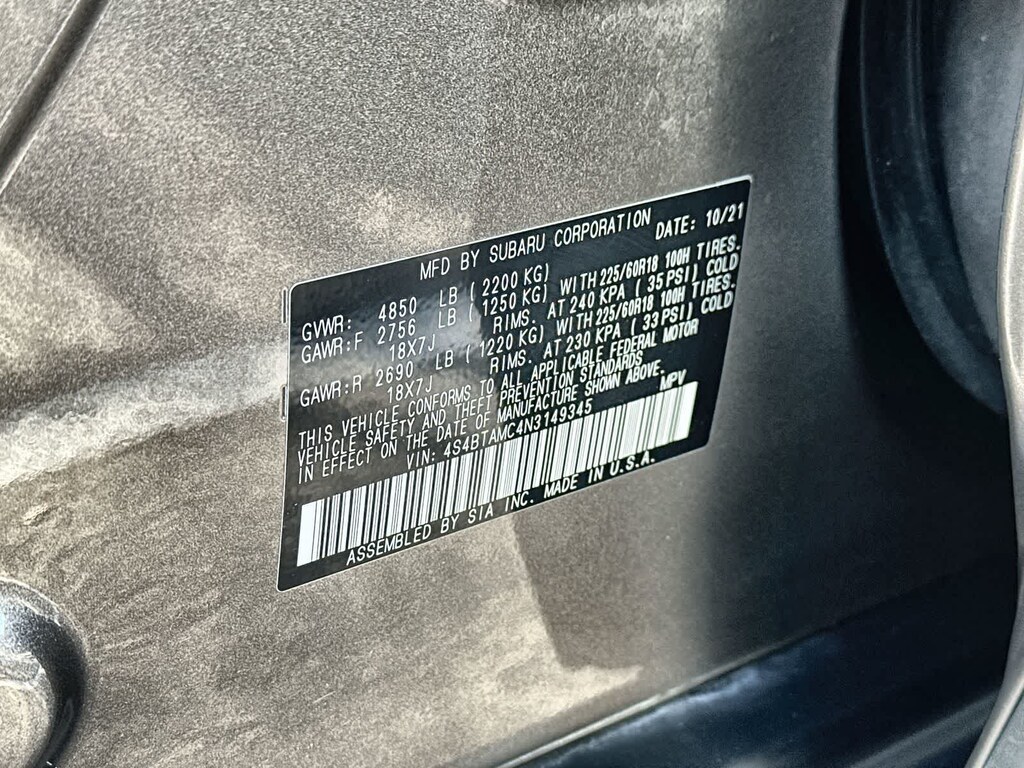 MFD BY SUBARU CORPORATION DATE: 10/21
GVWR: 4850 LB ( 2200 KG)
GAWR:F 2756 LB ( 1250 KG) WITH 225/60R18 100H TIRES.
18X7J RIMS. AT 240 KPA ( 35 PSI) COLD
GAWR:R 2690 LB ( 1220 KG) WITH 225/60R18 100H TIRES.
18X7J RIMS. AT 230 KPA ( 33 PSI) COLD
THIS VEHICLE CONFORMS TO ALL APPLICABLE FEDERAL MOTOR
VEHICLE SAFETY AND THEFT PREVENTION STANDARDS
IN EFFECT ON THE DATE OF MANUFACTURE SHOWN ABOVE.
VIN: 4S4BTAMC4N3149345 MPV
ASSEMBLED BY SIA INC. MADE IN U.S.A.